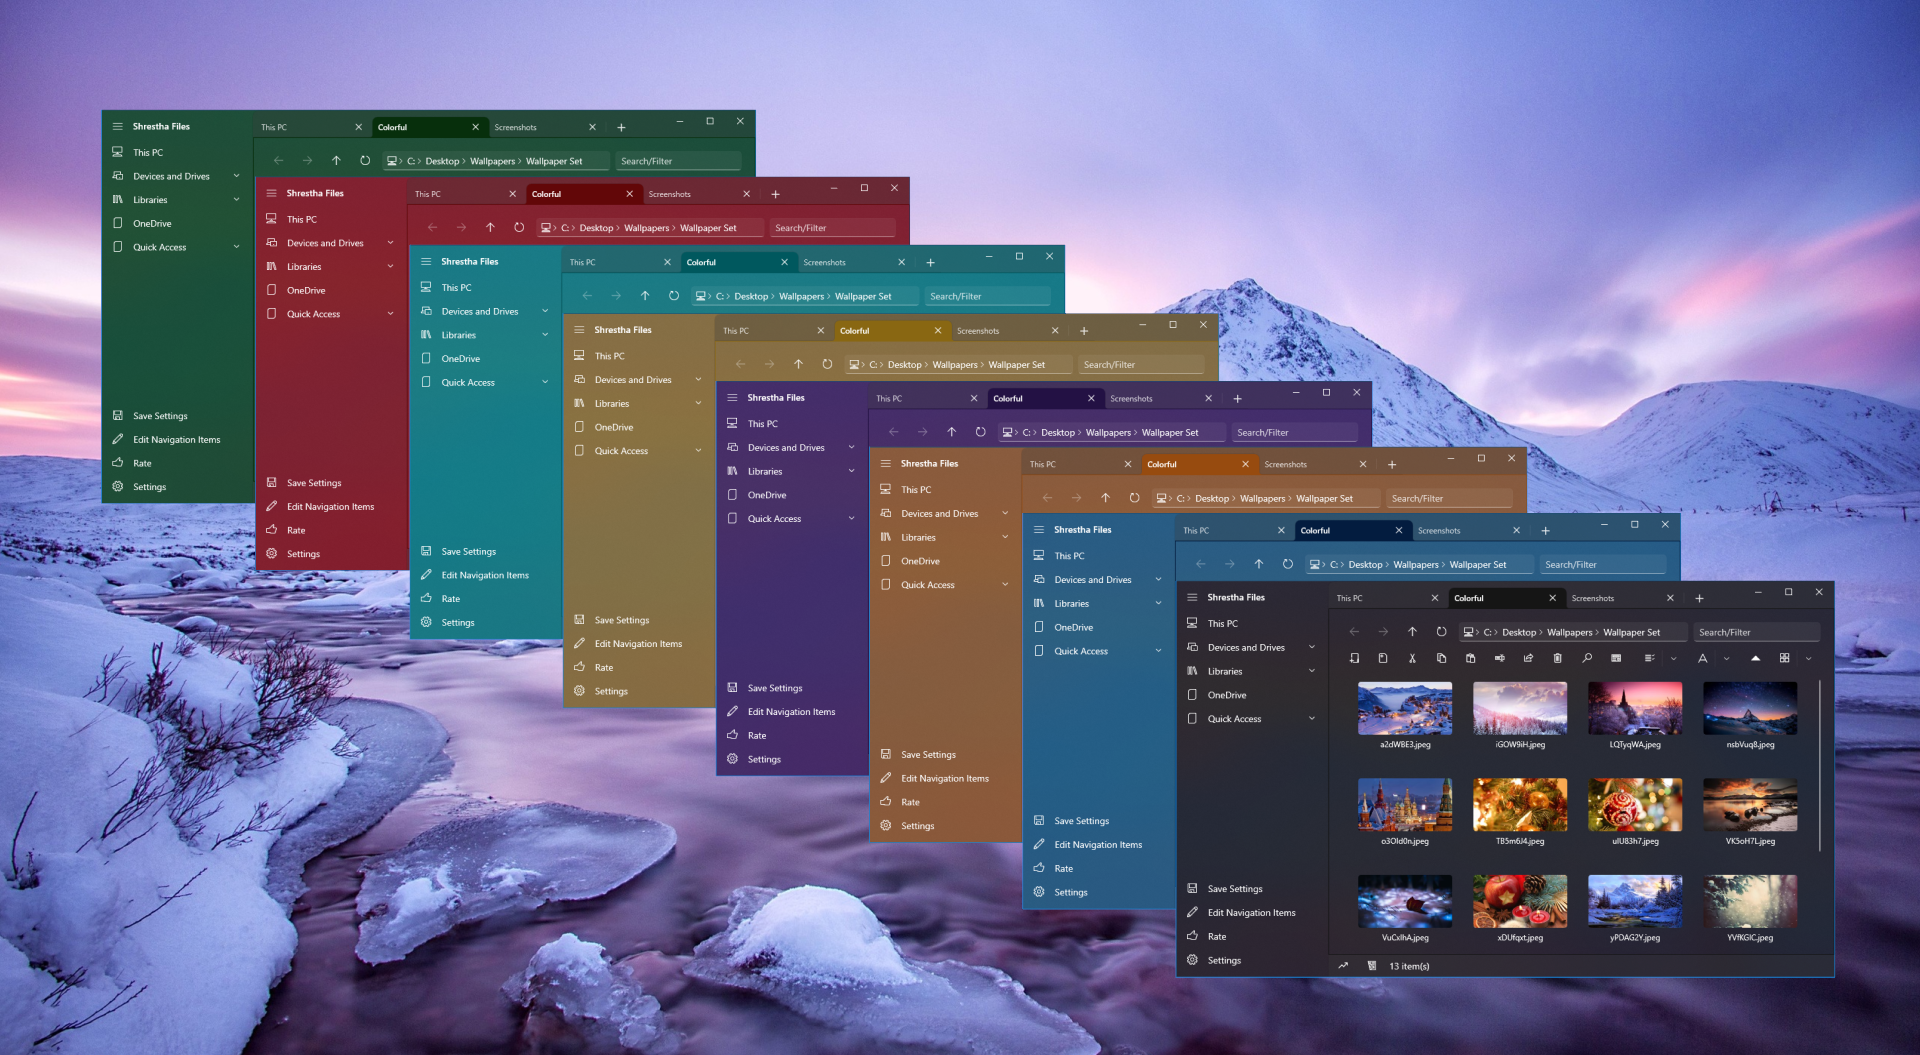 Shrestha Files
This PC
Devices and Drives
Libraries
OneDrive
Quick Access
Save Settings
Edit Navigation Items
Rate
Settings
This PC Colorful Screenshots
C: Desktop Wallpapers Wallpaper Set Search/Filter
Shrestha Files
This PC
Devices and Drives
Libraries
OneDrive
Quick Access
Save Settings
Edit Navigation Items
Rate
Settings
This PC Colorful Screenshots
C: Desktop Wallpapers Wallpaper Set Search/Filter
Shrestha Files
This PC
Devices and Drives
Libraries
OneDrive
Quick Access
Save Settings
Edit Navigation Items
Rate
Settings
This PC Colorful Screenshots
C: Desktop Wallpapers Wallpaper Set Search/Filter
Shrestha Files
This PC
Devices and Drives
Libraries
OneDrive
Quick Access
Save Settings
Edit Navigation Items
Rate
Settings
This PC Colorful Screenshots
C: Desktop Wallpapers Wallpaper Set Search/Filter
Shrestha Files
This PC
Devices and Drives
Libraries
OneDrive
Quick Access
Save Settings
Edit Navigation Items
Rate
Settings
This PC Colorful Screenshots
C: Desktop Wallpapers Wallpaper Set Search/Filter
Shrestha Files
This PC
Devices and Drives
Libraries
OneDrive
Quick Access
Save Settings
Edit Navigation Items
Rate
Settings
This PC Colorful Screenshots
C: Desktop Wallpapers Wallpaper Set Search/Filter
Shrestha Files
This PC
Devices and Drives
Libraries
OneDrive
Quick Access
Save Settings
Edit Navigation Items
Rate
Settings
This PC Colorful Screenshots
C: Desktop Wallpapers Wallpaper Set Search/Filter
Shrestha Files
This PC
Devices and Drives
Libraries
OneDrive
Quick Access
Save Settings
Edit Navigation Items
Rate
Settings
This PC Colorful Screenshots
C: Desktop Wallpapers Wallpaper Set Search/Filter
a2dWBE3.jpeg iGOW9iH.jpeg LQTyqWA.jpeg nsbVuq8.jpeg
TB5m6J4.jpeg VK5oH7L.jpeg
xDUfqxt.jpeg yPDAG2Y.jpeg
13 item(s)